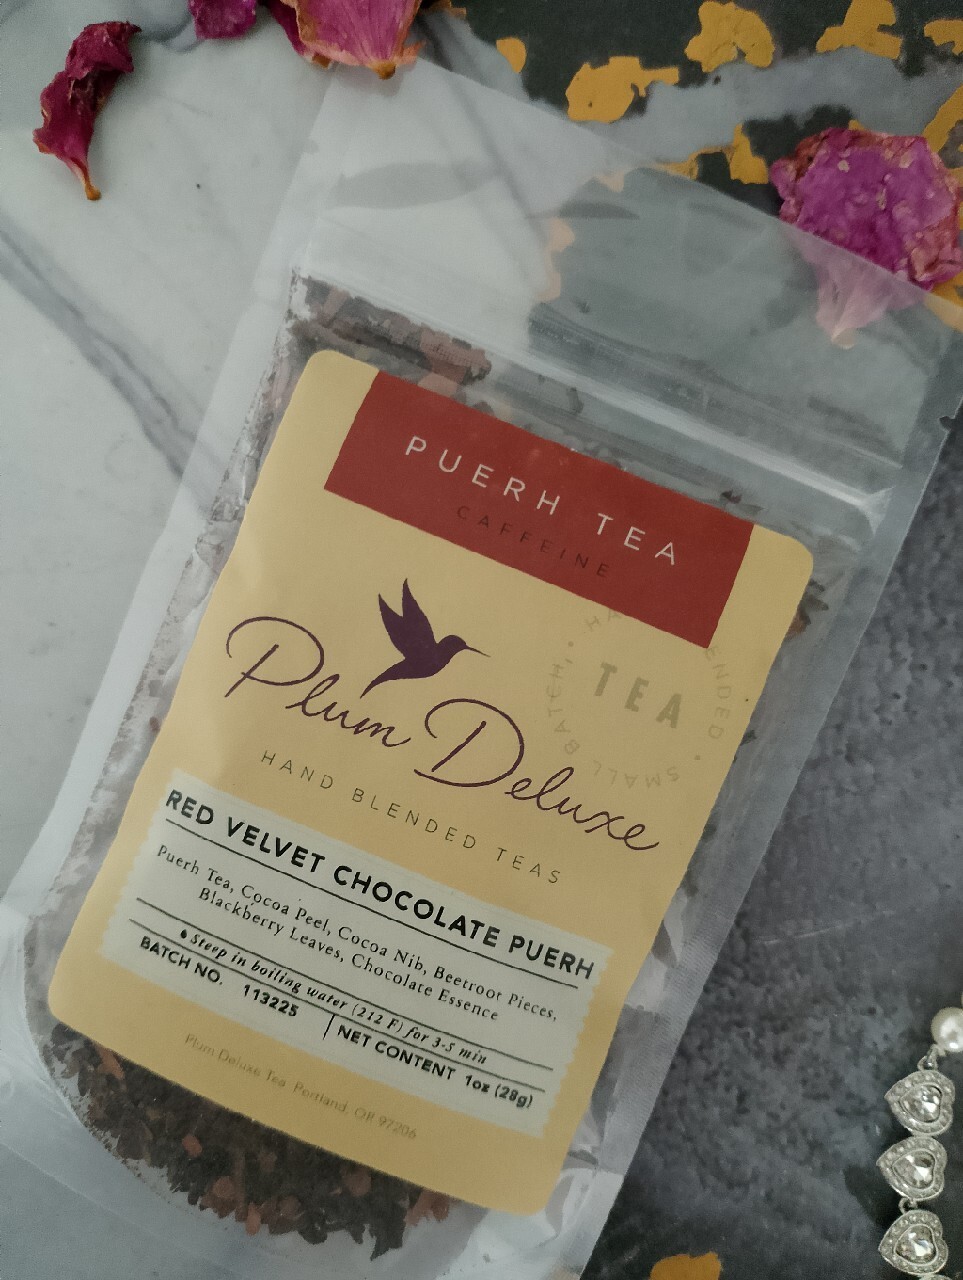 PUERH TEA
CAFFEINE
TEA
SMALL BATCH,
Plum Deluxe
HAND BLENDED TEAS
RED VELVET CHOCOLATE PUERH
Puerh Tea, Cocoa Peel, Cocoa Nib, Beetroot Pieces,
Blackberry Leaves, Chocolate Essence
Steep in boiling water (212 F) for 3-5 min
BATCH NO. 113225 | NET CONTENT 1oz (28g)
Plum Deluxe Tea, Portland, OR 97206